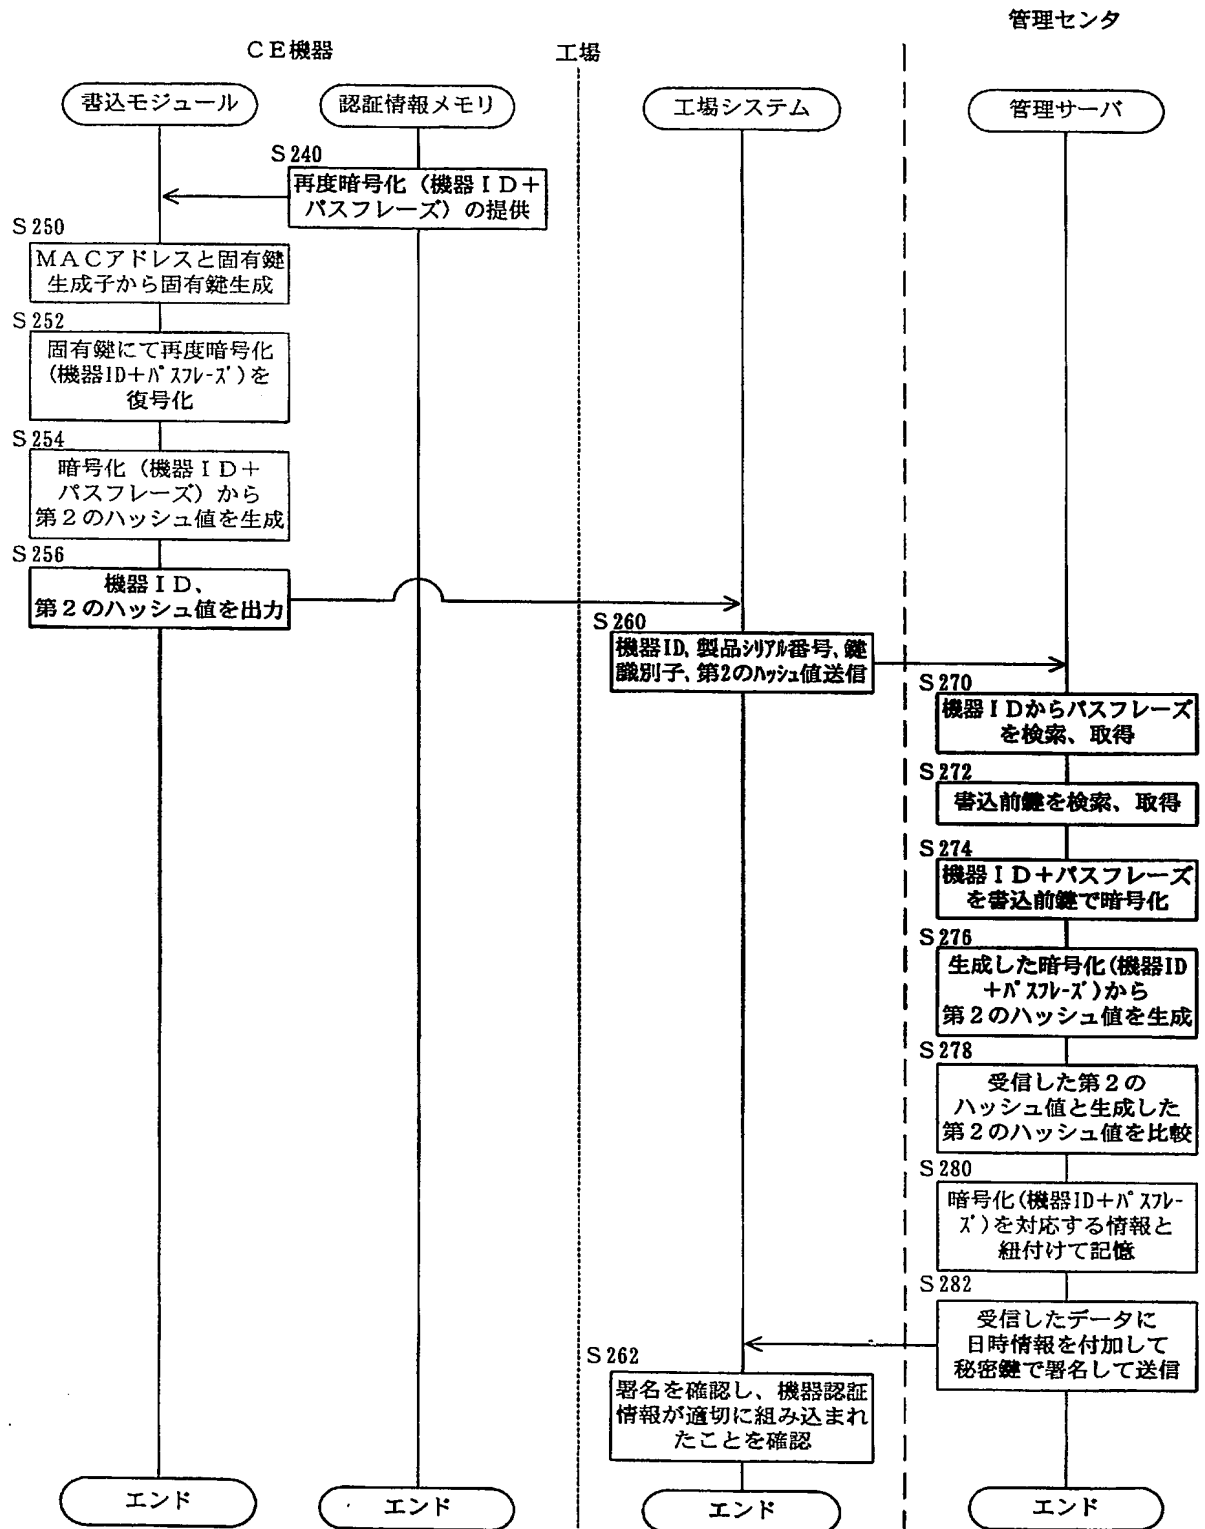 管理センタ
CE機器
工場
書込モジュール
認証情報メモリ
工場システム
管理サーバ
S240
再度暗号化（機器ID＋
パスフレーズ）の提供
S250
MACアドレスと固有鍵
生成子から固有鍵生成
S252
固有鍵にて再度暗号化
(機器ID+ﾊﾟｽﾌﾚｰｽﾞ)を
復号化
S254
暗号化（機器ID＋
パスフレーズ）から
第2のハッシュ値を生成
S256
機器ID、
第2のハッシュ値を出力
S260
機器ID、製品ｼﾘｱﾙ番号、鍵
識別子、第2のﾊｯｼｭ値送信
S270
機器IDからパスフレーズ
を検索、取得
S272
書込前鍵を検索、取得
S274
機器ID＋パスフレーズ
を書込前鍵で暗号化
S276
生成した暗号化(機器ID
+ﾊﾟｽﾌﾚｰｽﾞ)から
第2のハッシュ値を生成
S278
受信した第2の
ハッシュ値と生成した
第2のハッシュ値を比較
S280
暗号化(機器ID+ﾊﾟｽﾌﾚｰ
ｽﾞ)を対応する情報と
紐付けて記憶
S282
受信したデータに
日時情報を付加して
秘密鍵で署名して送信
S262
署名を確認し、機器認証
情報が適切に組み込まれ
たことを確認
エンド
エンド
エンド
エンド